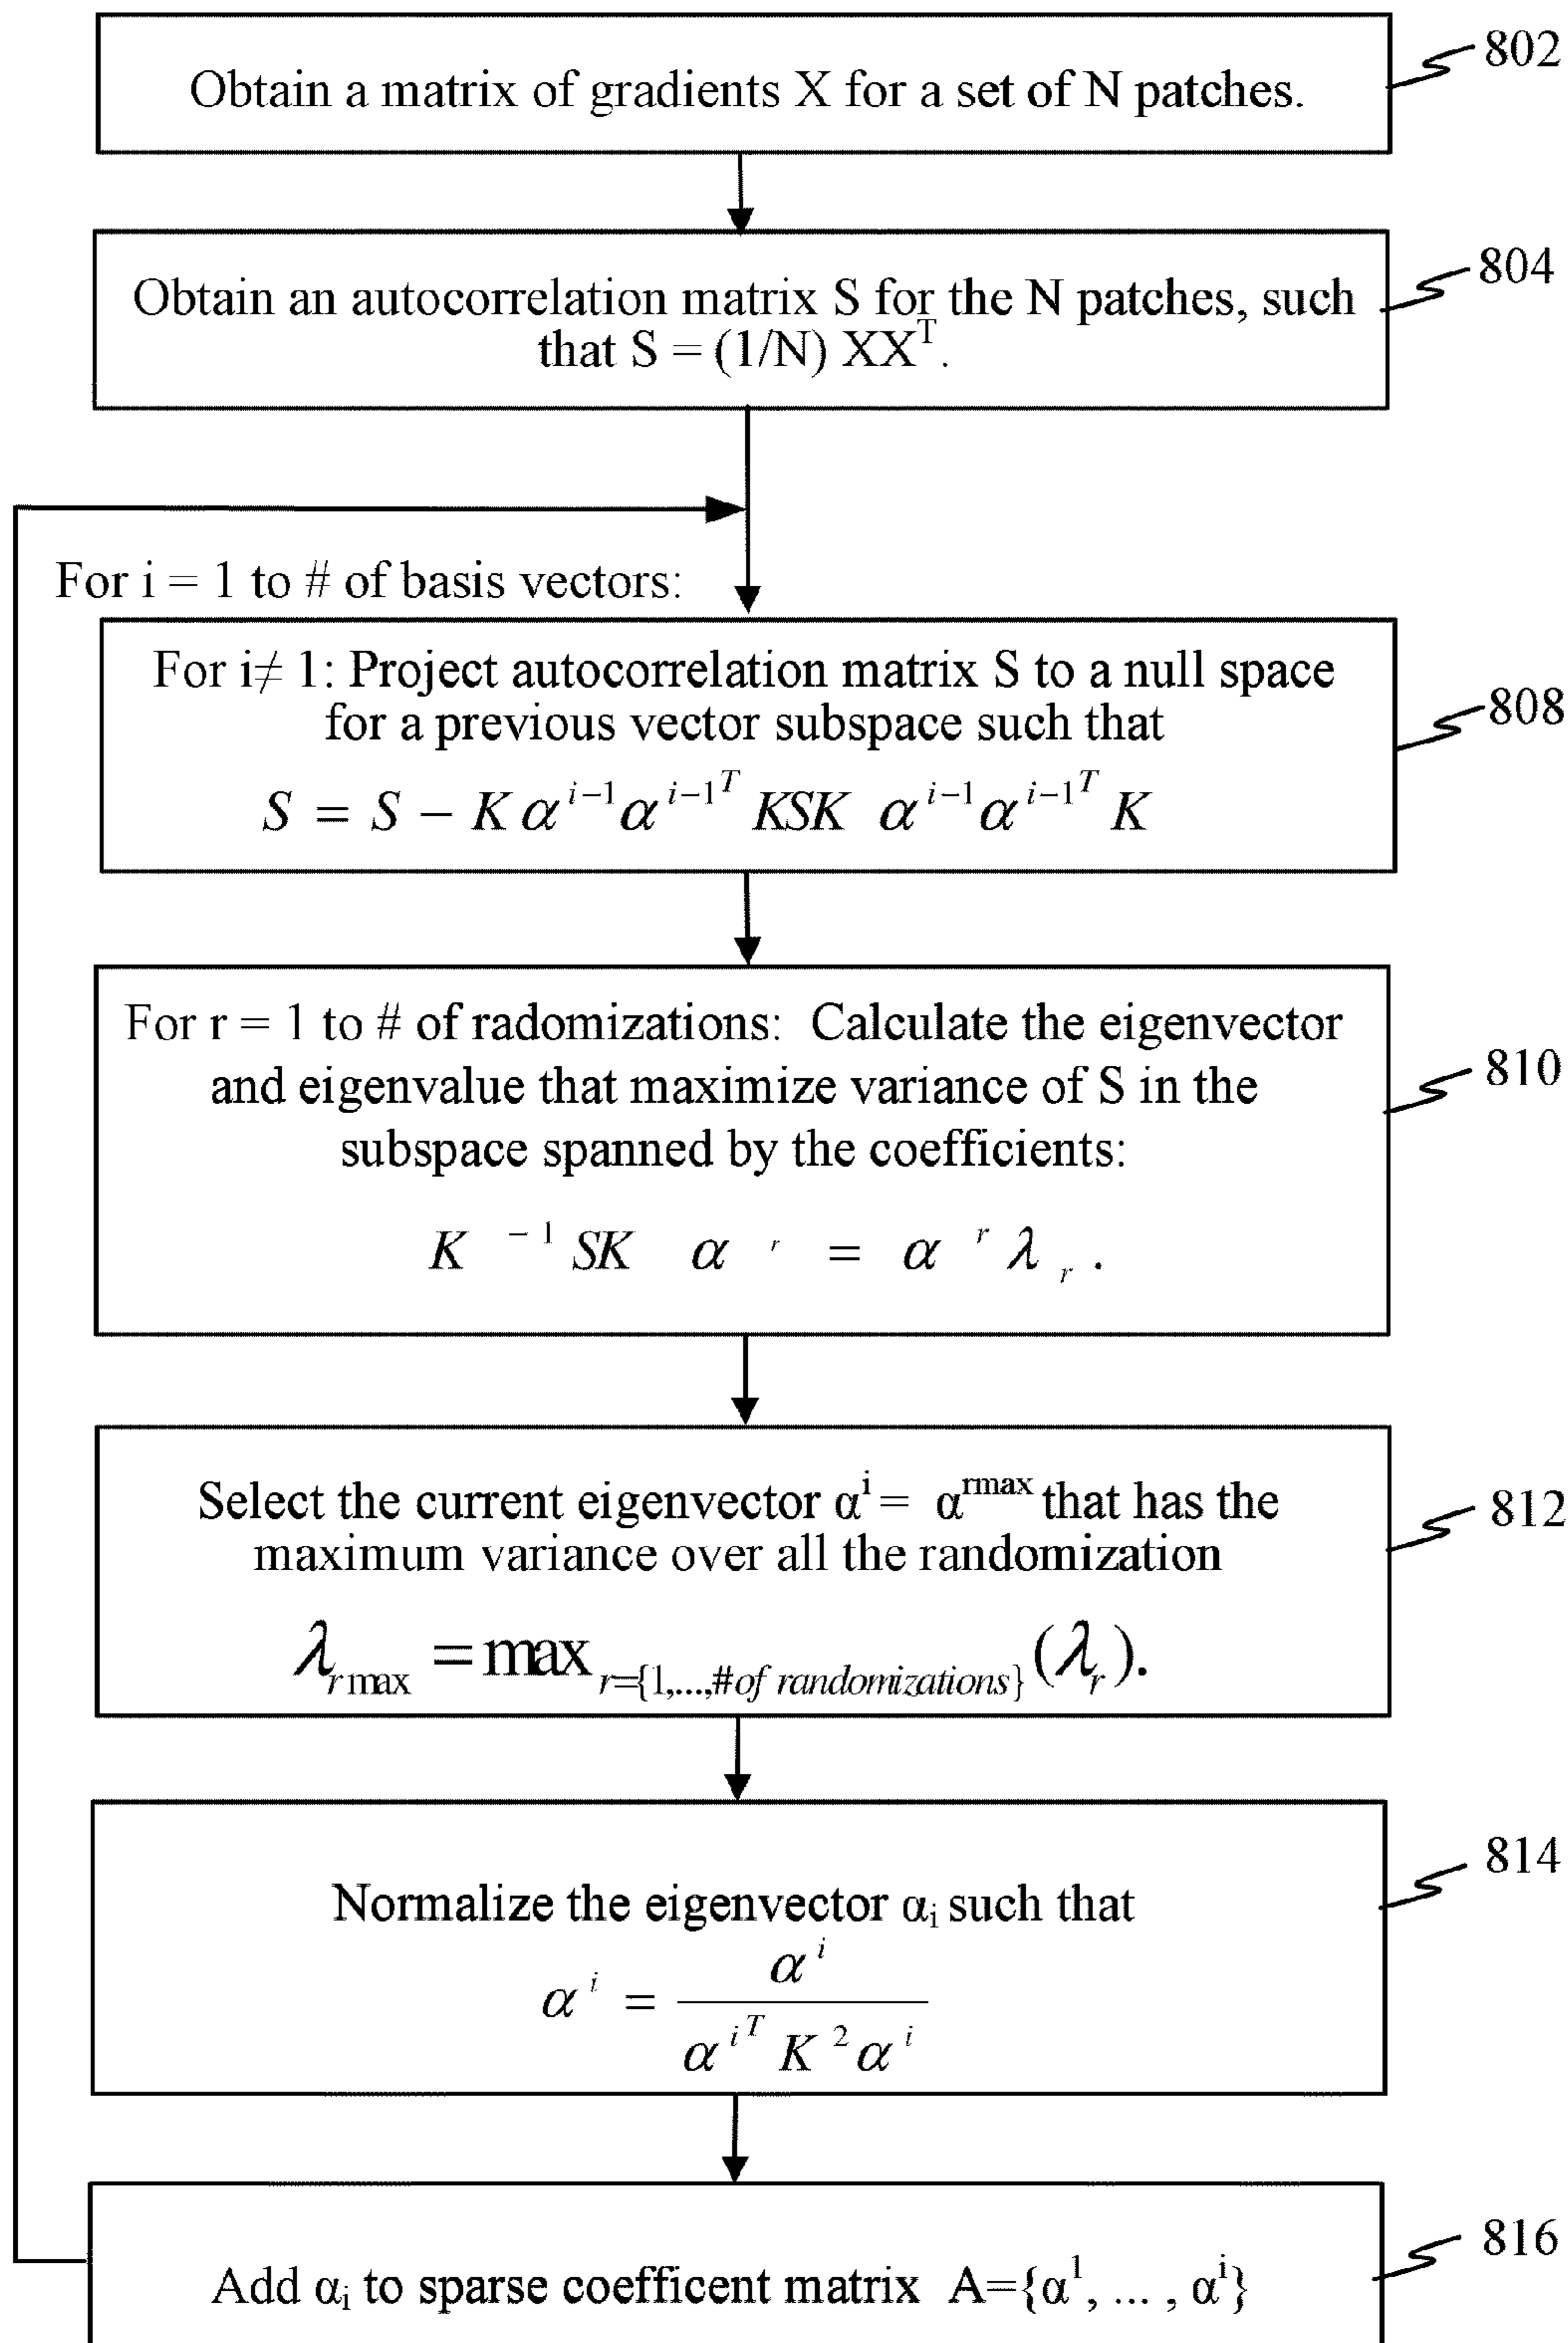 Obtain a matrix of gradients X for a set of N patches.
802
Obtain an autocorrelation matrix S for the N patches, such
that S = (1/N) XXᵀ.
804
For i = 1 to # of basis vectors:
For i≠ 1: Project autocorrelation matrix S to a null space
for a previous vector subspace such that
S = S − K α^{i−1} α^{i−1^T} KSK α^{i−1} α^{i−1^T} K
808
For r = 1 to # of radomizations: Calculate the eigenvector
and eigenvalue that maximize variance of S in the
subspace spanned by the coefficients:
K^{−1} SK α^r = α^r λ_r .
810
Select the current eigenvector α^i = α^{rmax} that has the
maximum variance over all the randomization
λ_{r max} = max_{r={1,...,# of randomizations}} (λ_r).
812
Normalize the eigenvector α_i such that
α^i = α^i / α^{i^T} K^2 α^i
814
Add α_i to sparse coefficent matrix A={α^1, ... , α^i}
816